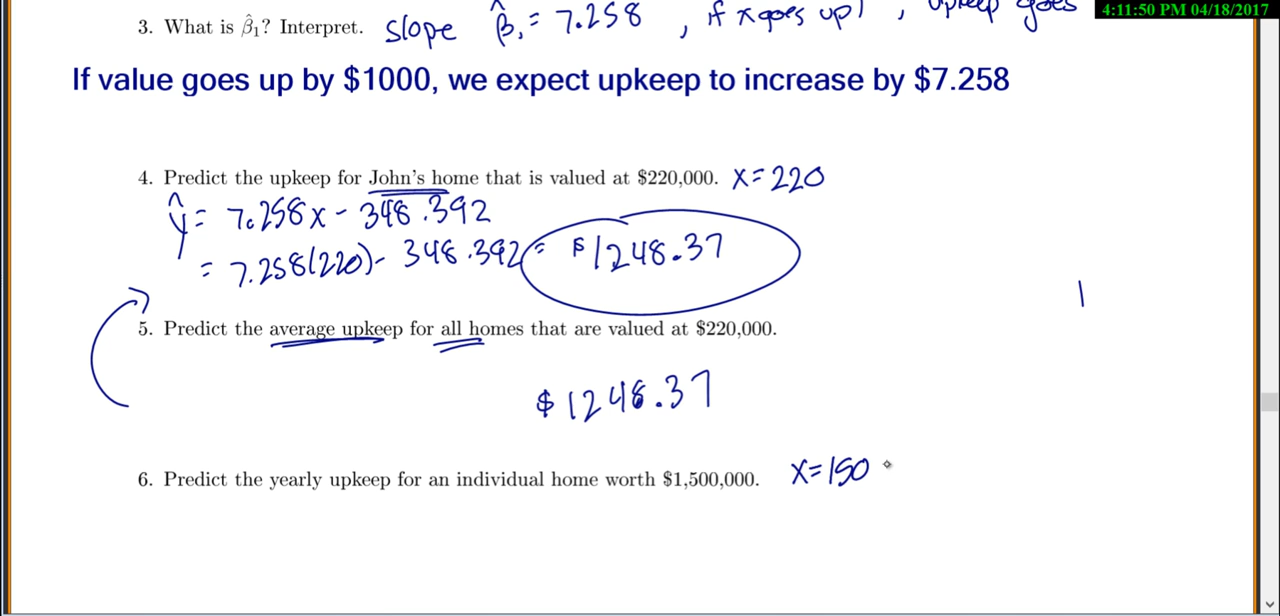 4:11:50 PM 04/18/2017
3. What is β̂₁? Interpret. slope β̂₁ = 7.258 , if x goes up 1 , upkeep goes
If value goes up by $1000, we expect upkeep to increase by $7.258
4. Predict the upkeep for John's home that is valued at $220,000. x=220
ŷ = 7.258x - 348.392
= 7.258(220) - 348.392 = $1248.37
5. Predict the average upkeep for all homes that are valued at $220,000.
$1248.37
6. Predict the yearly upkeep for an individual home worth $1,500,000. x=150